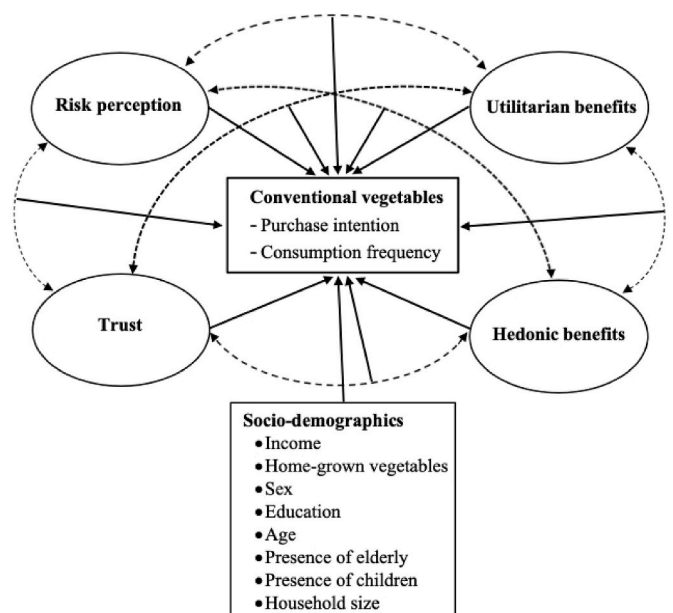 Risk perception
Utilitarian benefits
Conventional vegetables
- Purchase intention
- Consumption frequency
Trust
Hedonic benefits
Socio-demographics
• Income
• Home-grown vegetables
• Sex
• Education
• Age
• Presence of elderly
• Presence of children
• Household size